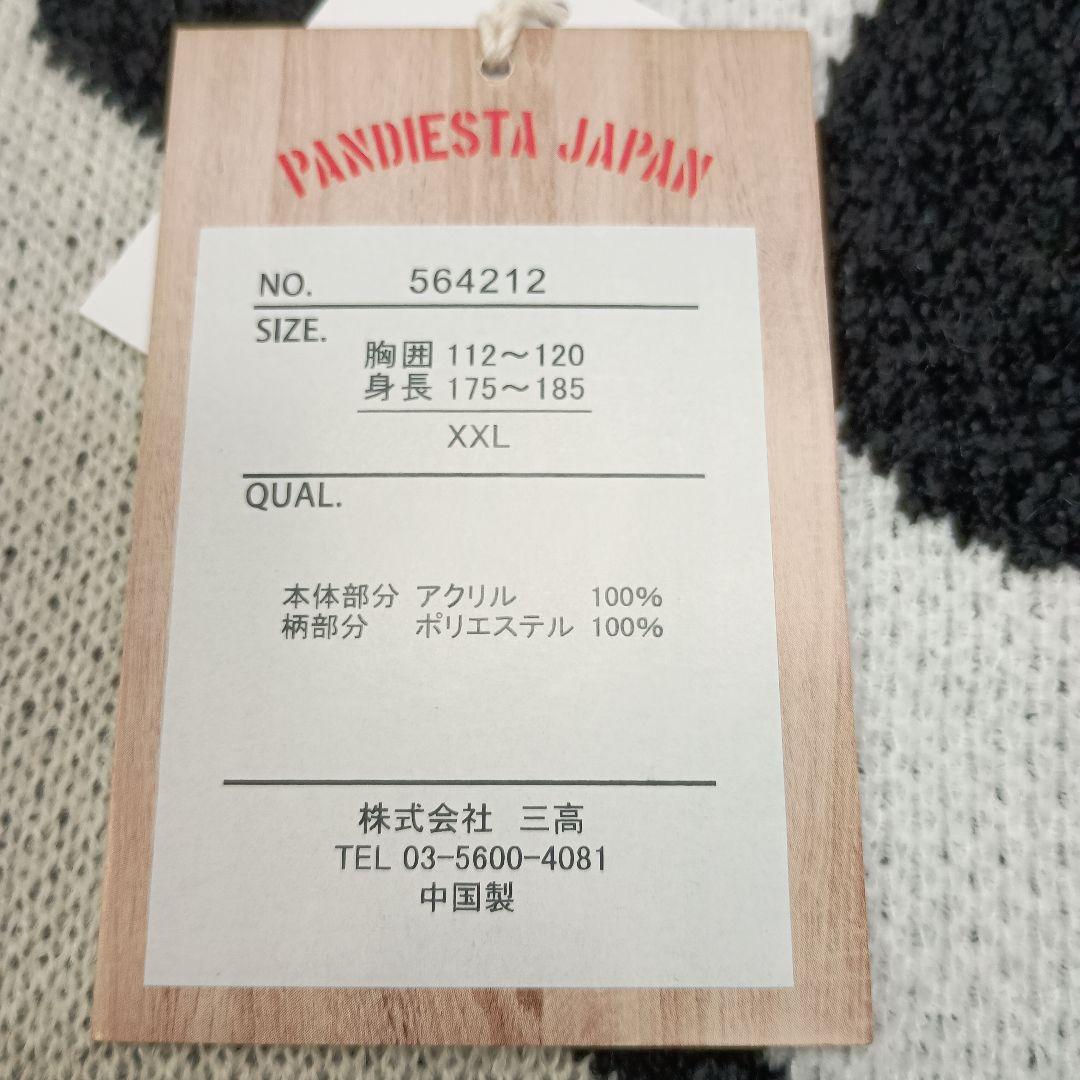 PANDIESTA JAPAN
NO. 564212
SIZE.
胸囲 112～120
身長 175～185
XXL
QUAL.
本体部分 アクリル 100%
柄部分 ポリエステル 100%
株式会社 三高
TEL 03-5600-4081
中国製